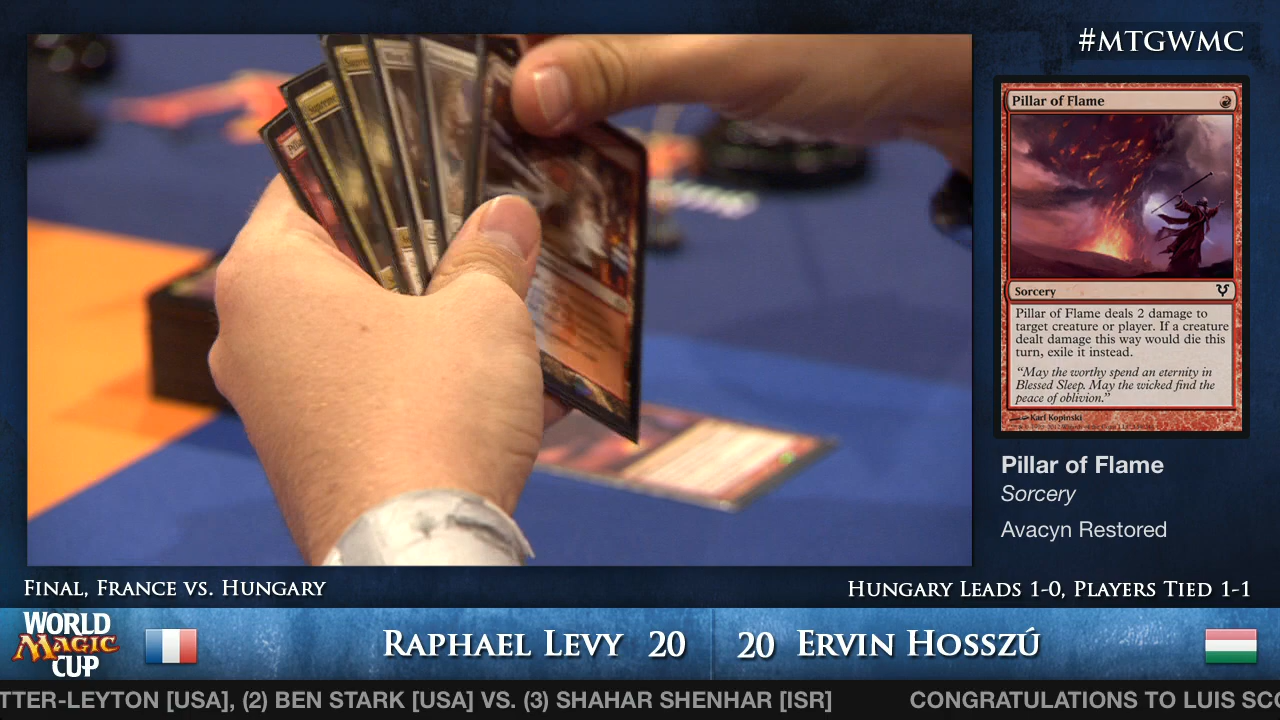 #MTGWMC
Pillar of Flame
Sorcery
Pillar of Flame deals 2 damage to
target creature or player. If a creature
dealt damage this way would die this
turn, exile it instead.
"May the worthy spend an eternity in
Blessed Sleep. May the wicked find the
peace of oblivion."
Karl Kopinski
Pillar of Flame
Sorcery
Avacyn Restored
Final, France vs. Hungary
Hungary Leads 1-0, Players Tied 1-1
WORLD
MAGIC
CUP
Raphael Levy 20
20 Ervin Hosszú
TTER-LEYTON [USA], (2) BEN STARK [USA] VS. (3) SHAHAR SHENHAR [ISR]
CONGRATULATIONS TO LUIS SCO